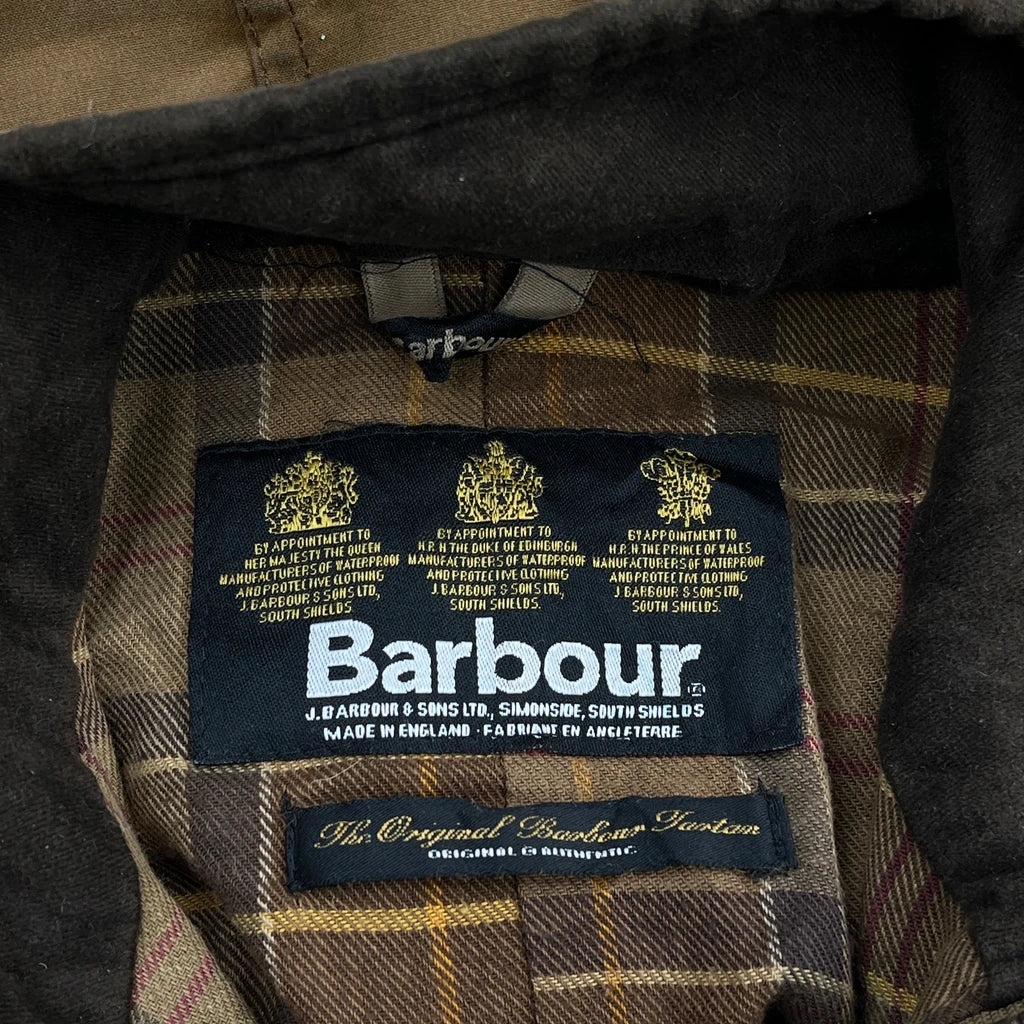 Barbour
BY APPOINTMENT TO
HER MAJESTY THE QUEEN
MANUFACTURERS OF WATERPROOF
AND PROTECTIVE CLOTHING
J. BARBOUR & SONS LTD,
SOUTH SHIELDS.
BY APPOINTMENT TO
H.R.H THE DUKE OF EDINBURGH
MANUFACTURERS OF WATERPROOF
AND PROTECTIVE CLOTHING
J. BARBOUR & SONS LTD,
SOUTH SHIELDS.
BY APPOINTMENT TO
H.R.H THE PRINCE OF WALES
MANUFACTURERS OF WATERPROOF
AND PROTECTIVE CLOTHING
J. BARBOUR & SONS LTD,
SOUTH SHIELDS.
Barbour
J. BARBOUR & SONS LTD., SIMONSIDE, SOUTH SHIELDS
MADE IN ENGLAND · FABRIQUÉ EN ANGLETERRE
The Original Barbour Tartan
ORIGINAL & AUTHENTIC